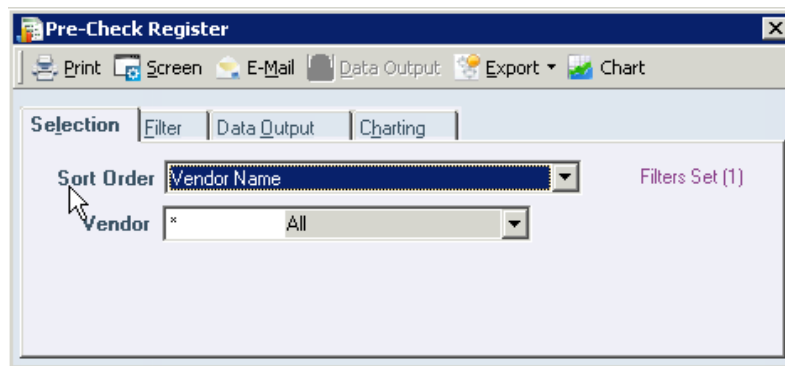 Pre-Check Register
Print Screen E-Mail Data Output Export Chart
Selection Filter Data Output Charting
Sort Order Vendor Name Filters Set (1)
Vendor * All